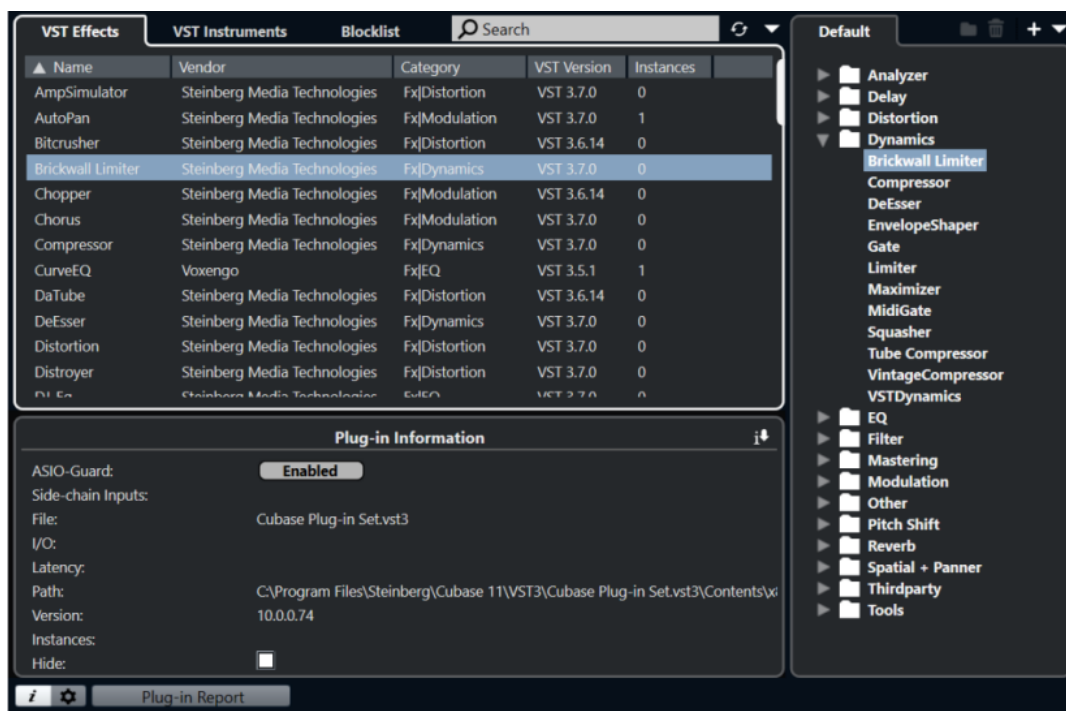 VST Effects VST Instruments Blocklist Search
Name Vendor Category VST Version Instances
AmpSimulator Steinberg Media Technologies Fx|Distortion VST 3.7.0 0
AutoPan Steinberg Media Technologies Fx|Modulation VST 3.7.0 1
Bitcrusher Steinberg Media Technologies Fx|Distortion VST 3.6.14 0
Brickwall Limiter Steinberg Media Technologies Fx|Dynamics VST 3.7.0 0
Chopper Steinberg Media Technologies Fx|Modulation VST 3.6.14 0
Chorus Steinberg Media Technologies Fx|Modulation VST 3.7.0 0
Compressor Steinberg Media Technologies Fx|Dynamics VST 3.7.0 0
CurveEQ Voxengo Fx|EQ VST 3.5.1 1
DaTube Steinberg Media Technologies Fx|Distortion VST 3.6.14 0
DeEsser Steinberg Media Technologies Fx|Dynamics VST 3.7.0 0
Distortion Steinberg Media Technologies Fx|Distortion VST 3.7.0 0
Distroyer Steinberg Media Technologies Fx|Distortion VST 3.7.0 0
Plug-in Information
ASIO-Guard: Enabled
Side-chain Inputs:
File: Cubase Plug-in Set.vst3
I/O:
Latency:
Path: C:\Program Files\Steinberg\Cubase 11\VST3\Cubase Plug-in Set.vst3\Contents\x
Version: 10.0.0.74
Instances:
Hide:
i Plug-in Report
Default
Analyzer
Delay
Distortion
Dynamics
Brickwall Limiter
Compressor
DeEsser
EnvelopeShaper
Gate
Limiter
Maximizer
MidiGate
Squasher
Tube Compressor
VintageCompressor
VSTDynamics
EQ
Filter
Mastering
Modulation
Other
Pitch Shift
Reverb
Spatial + Panner
Thirdparty
Tools